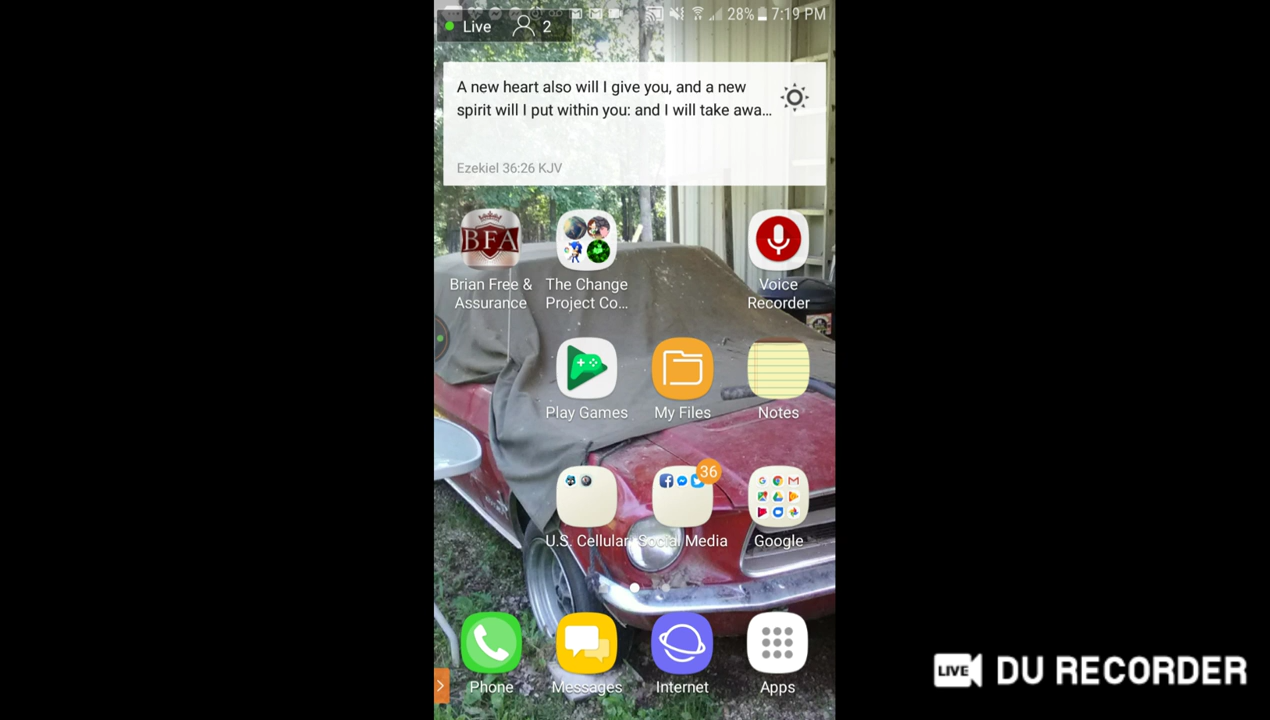 28% 7:19 PM
Live 2
A new heart also will I give you, and a new
spirit will I put within you: and I will take awa...
Ezekiel 36:26 KJV
BFA
Brian Free &
Assurance
The Change
Project Co...
Voice
Recorder
Play Games
My Files
Notes
36
U.S. Cellular
Social Media
Google
Phone
Messages
Internet
Apps
LIVE DU RECORDER